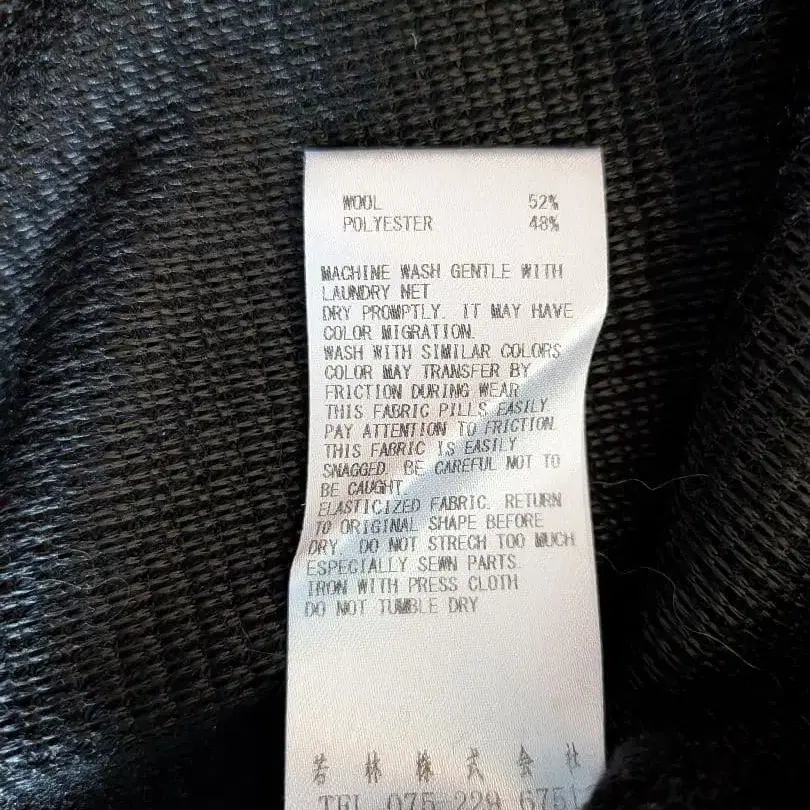 WOOL 52%
POLYESTER 48%
MACHINE WASH GENTLE WITH
LAUNDRY NET
DRY PROMPTLY. IT MAY HAVE
COLOR MIGRATION.
WASH WITH SIMILAR COLORS
COLOR MAY TRANSFER BY
FRICTION DURING WEAR
THIS FABRIC PILLS EASILY
PAY ATTENTION TO FRICTION.
THIS FABRIC IS EASILY
SNAGGED. BE CAREFUL NOT TO
BE CAUGHT.
ELASTICIZED FABRIC. RETURN
TO ORIGINAL SHAPE BEFORE
DRY. DO NOT STRECH TOO MUCH
ESPECIALLY SEWN PARTS.
IRON WITH PRESS CLOTH
DO NOT TUMBLE DRY
若林株式会社
TEL 075 229 6751